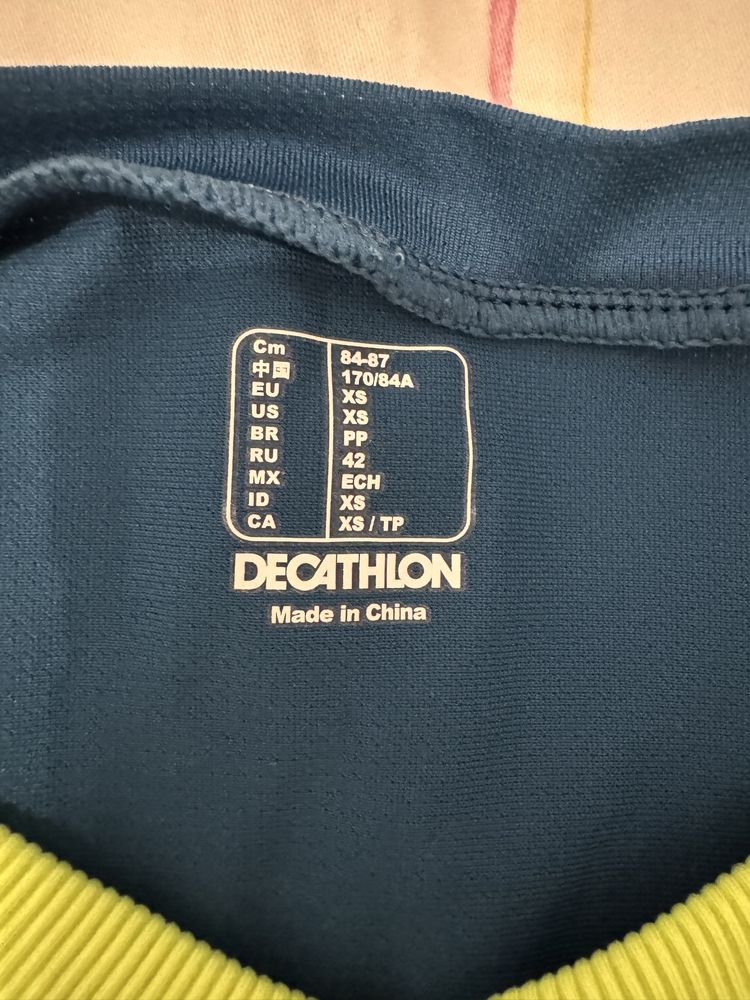 Cm 84-87
中国 170/84A
EU XS
US XS
BR PP
RU 42
MX ECH
ID XS
CA XS / TP
DECATHLON
Made in China